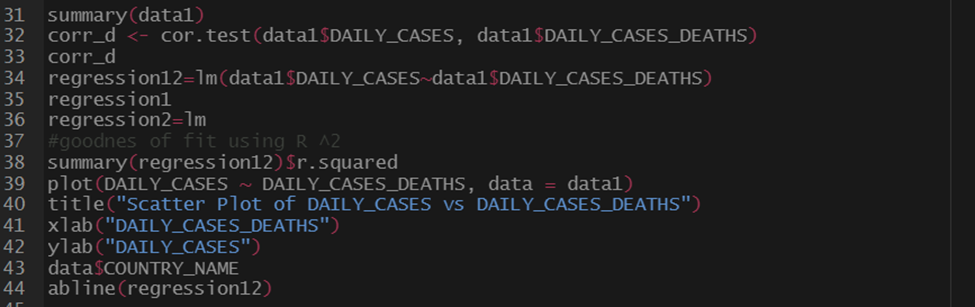 31 summary(data1)
32 corr_d <- cor.test(data1$DAILY_CASES, data1$DAILY_CASES_DEATHS)
33 corr_d
34 regression12=lm(data1$DAILY_CASES~data1$DAILY_CASES_DEATHS)
35 regression1
36 regression2=lm
37 #goodnes of fit using R ^2
38 summary(regression12)$r.squared
39 plot(DAILY_CASES ~ DAILY_CASES_DEATHS, data = data1)
40 title("Scatter Plot of DAILY_CASES vs DAILY_CASES_DEATHS")
41 xlab("DAILY_CASES_DEATHS")
42 ylab("DAILY_CASES")
43 data$COUNTRY_NAME
44 abline(regression12)